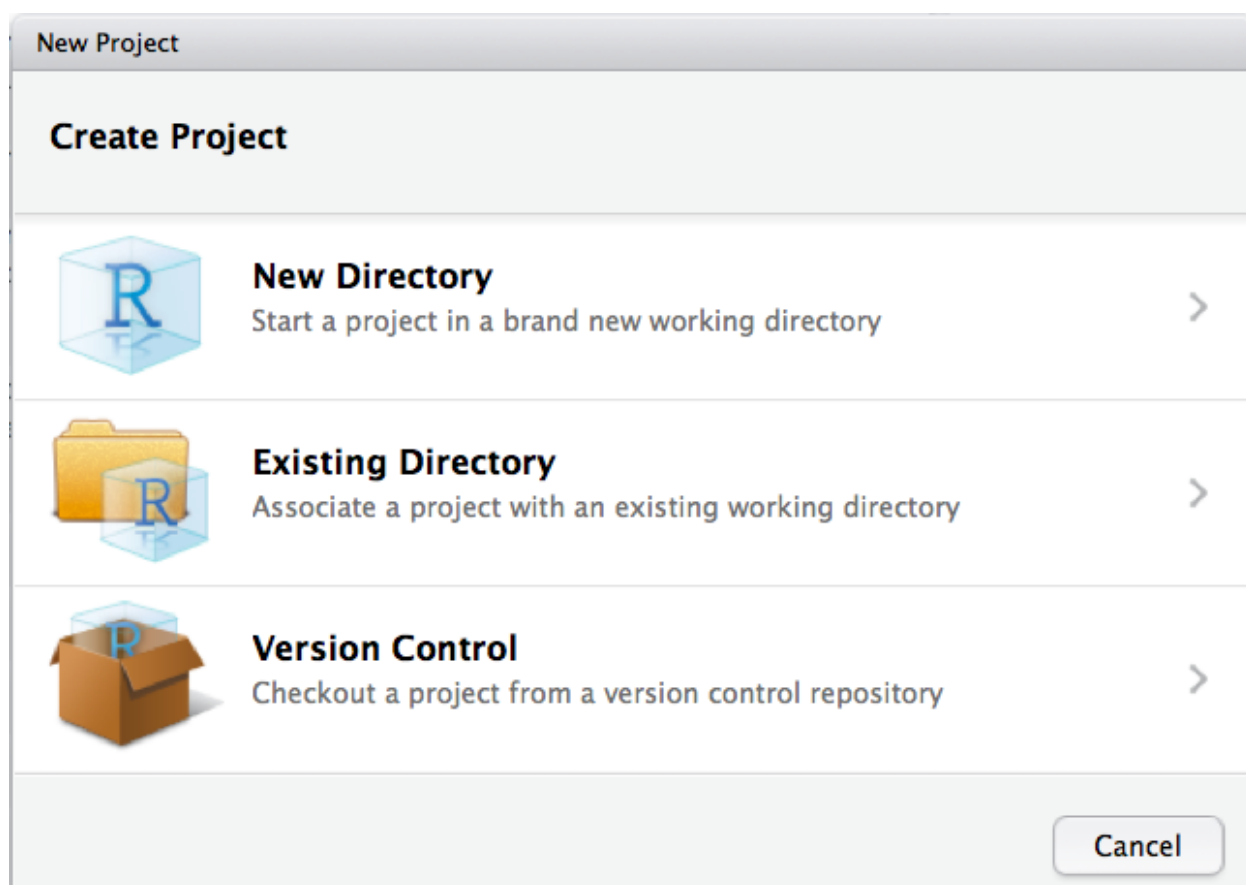 New Project
Create Project
R
New Directory
Start a project in a brand new working directory
R
Existing Directory
Associate a project with an existing working directory
R
Version Control
Checkout a project from a version control repository
Cancel